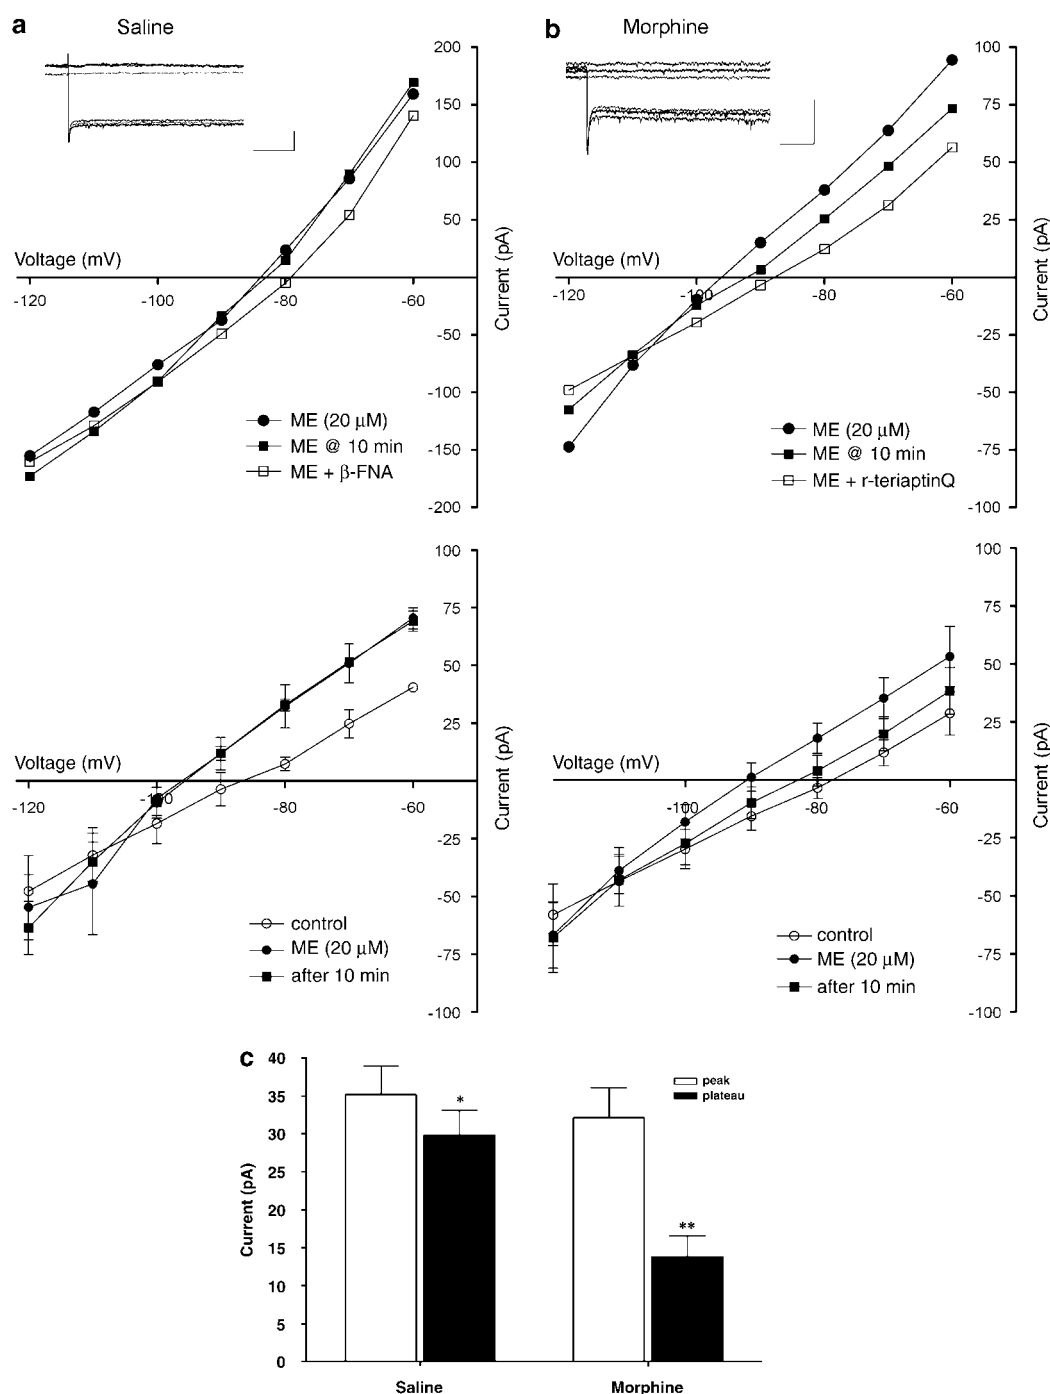 a
Saline
200
150
100
50
Voltage (mV)
-120
-100
-80
-60
Current (pA)
-50
-100
-150
-200
ME (20 µM)
ME @ 10 min
ME + β-FNA
b
Morphine
100
75
50
25
Voltage (mV)
-120
-100
-80
-60
Current (pA)
-25
-50
-75
-100
ME (20 µM)
ME @ 10 min
ME + r-teriaptinQ
100
75
50
25
Voltage (mV)
-120
-100
-80
-60
Current (pA)
-25
-50
-75
-100
control
ME (20 µM)
after 10 min
100
75
50
25
Voltage (mV)
-100
-80
-60
Current (pA)
-25
-50
-75
-100
control
ME (20 µM)
after 10 min
c
40
35
30
25
20
15
10
5
0
Current (pA)
peak
plateau
*
**
Saline
Morphine